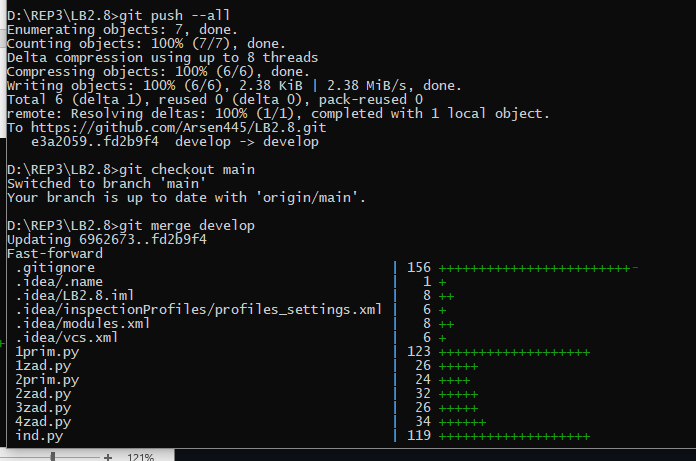 D:\REP3\LB2.8>git push --all
Enumerating objects: 7, done.
Counting objects: 100% (7/7), done.
Delta compression using up to 8 threads
Compressing objects: 100% (6/6), done.
Writing objects: 100% (6/6), 2.38 KiB | 2.38 MiB/s, done.
Total 6 (delta 1), reused 0 (delta 0), pack-reused 0
remote: Resolving deltas: 100% (1/1), completed with 1 local object.
To https://github.com/Arsen445/LB2.8.git
   e3a2059..fd2b9f4  develop -> develop
D:\REP3\LB2.8>git checkout main
Switched to branch 'main'
Your branch is up to date with 'origin/main'.
D:\REP3\LB2.8>git merge develop
Updating 6962673..fd2b9f4
Fast-forward
 .gitignore                                    | 156 ++++++++++++++++++++++++-
 .idea/.name                                   |   1 +
 .idea/LB2.8.iml                               |   8 ++
 .idea/inspectionProfiles/profiles_settings.xml |   6 +
 .idea/modules.xml                             |   8 ++
 .idea/vcs.xml                                 |   6 +
 1prim.py                                      | 123 +++++++++++++++++++
 1zad.py                                       |  26 +++++
 2prim.py                                      |  24 ++++
 2zad.py                                       |  32 +++++
 3zad.py                                       |  26 +++++
 4zad.py                                       |  34 ++++++
 ind.py                                        | 119 +++++++++++++++++++
+ 121%